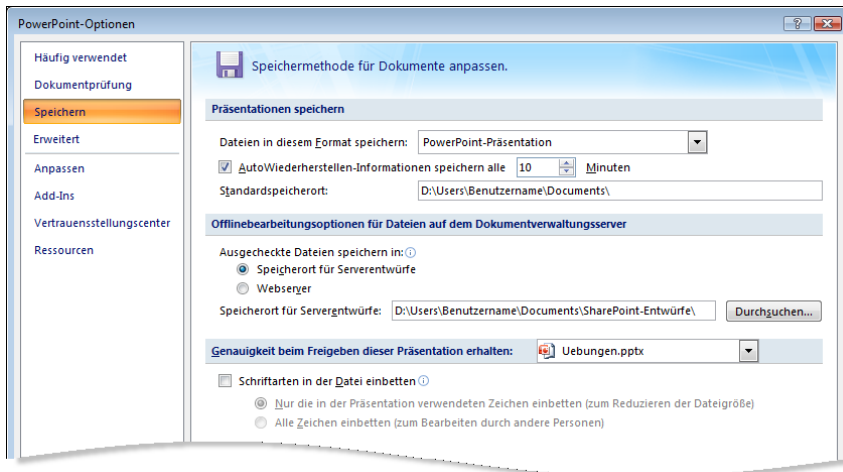 PowerPoint-Optionen
Häufig verwendet
Dokumentprüfung
Speichern
Erweitert
Anpassen
Add-Ins
Vertrauensstellungscenter
Ressourcen
Speichermethode für Dokumente anpassen.
Präsentationen speichern
Dateien in diesem Format speichern: PowerPoint-Präsentation
AutoWiederherstellen-Informationen speichern alle 10 Minuten
Standardspeicherort: D:\Users\Benutzername\Documents\
Offlinebearbeitungsoptionen für Dateien auf dem Dokumentverwaltungsserver
Ausgecheckte Dateien speichern in:
Speicherort für Serverentwürfe
Webserver
Speicherort für Serverentwürfe: D:\Users\Benutzername\Documents\SharePoint-Entwürfe\ Durchsuchen...
Genauigkeit beim Freigeben dieser Präsentation erhalten: Uebungen.pptx
Schriftarten in der Datei einbetten
Nur die in der Präsentation verwendeten Zeichen einbetten (zum Reduzieren der Dateigröße)
Alle Zeichen einbetten (zum Bearbeiten durch andere Personen)